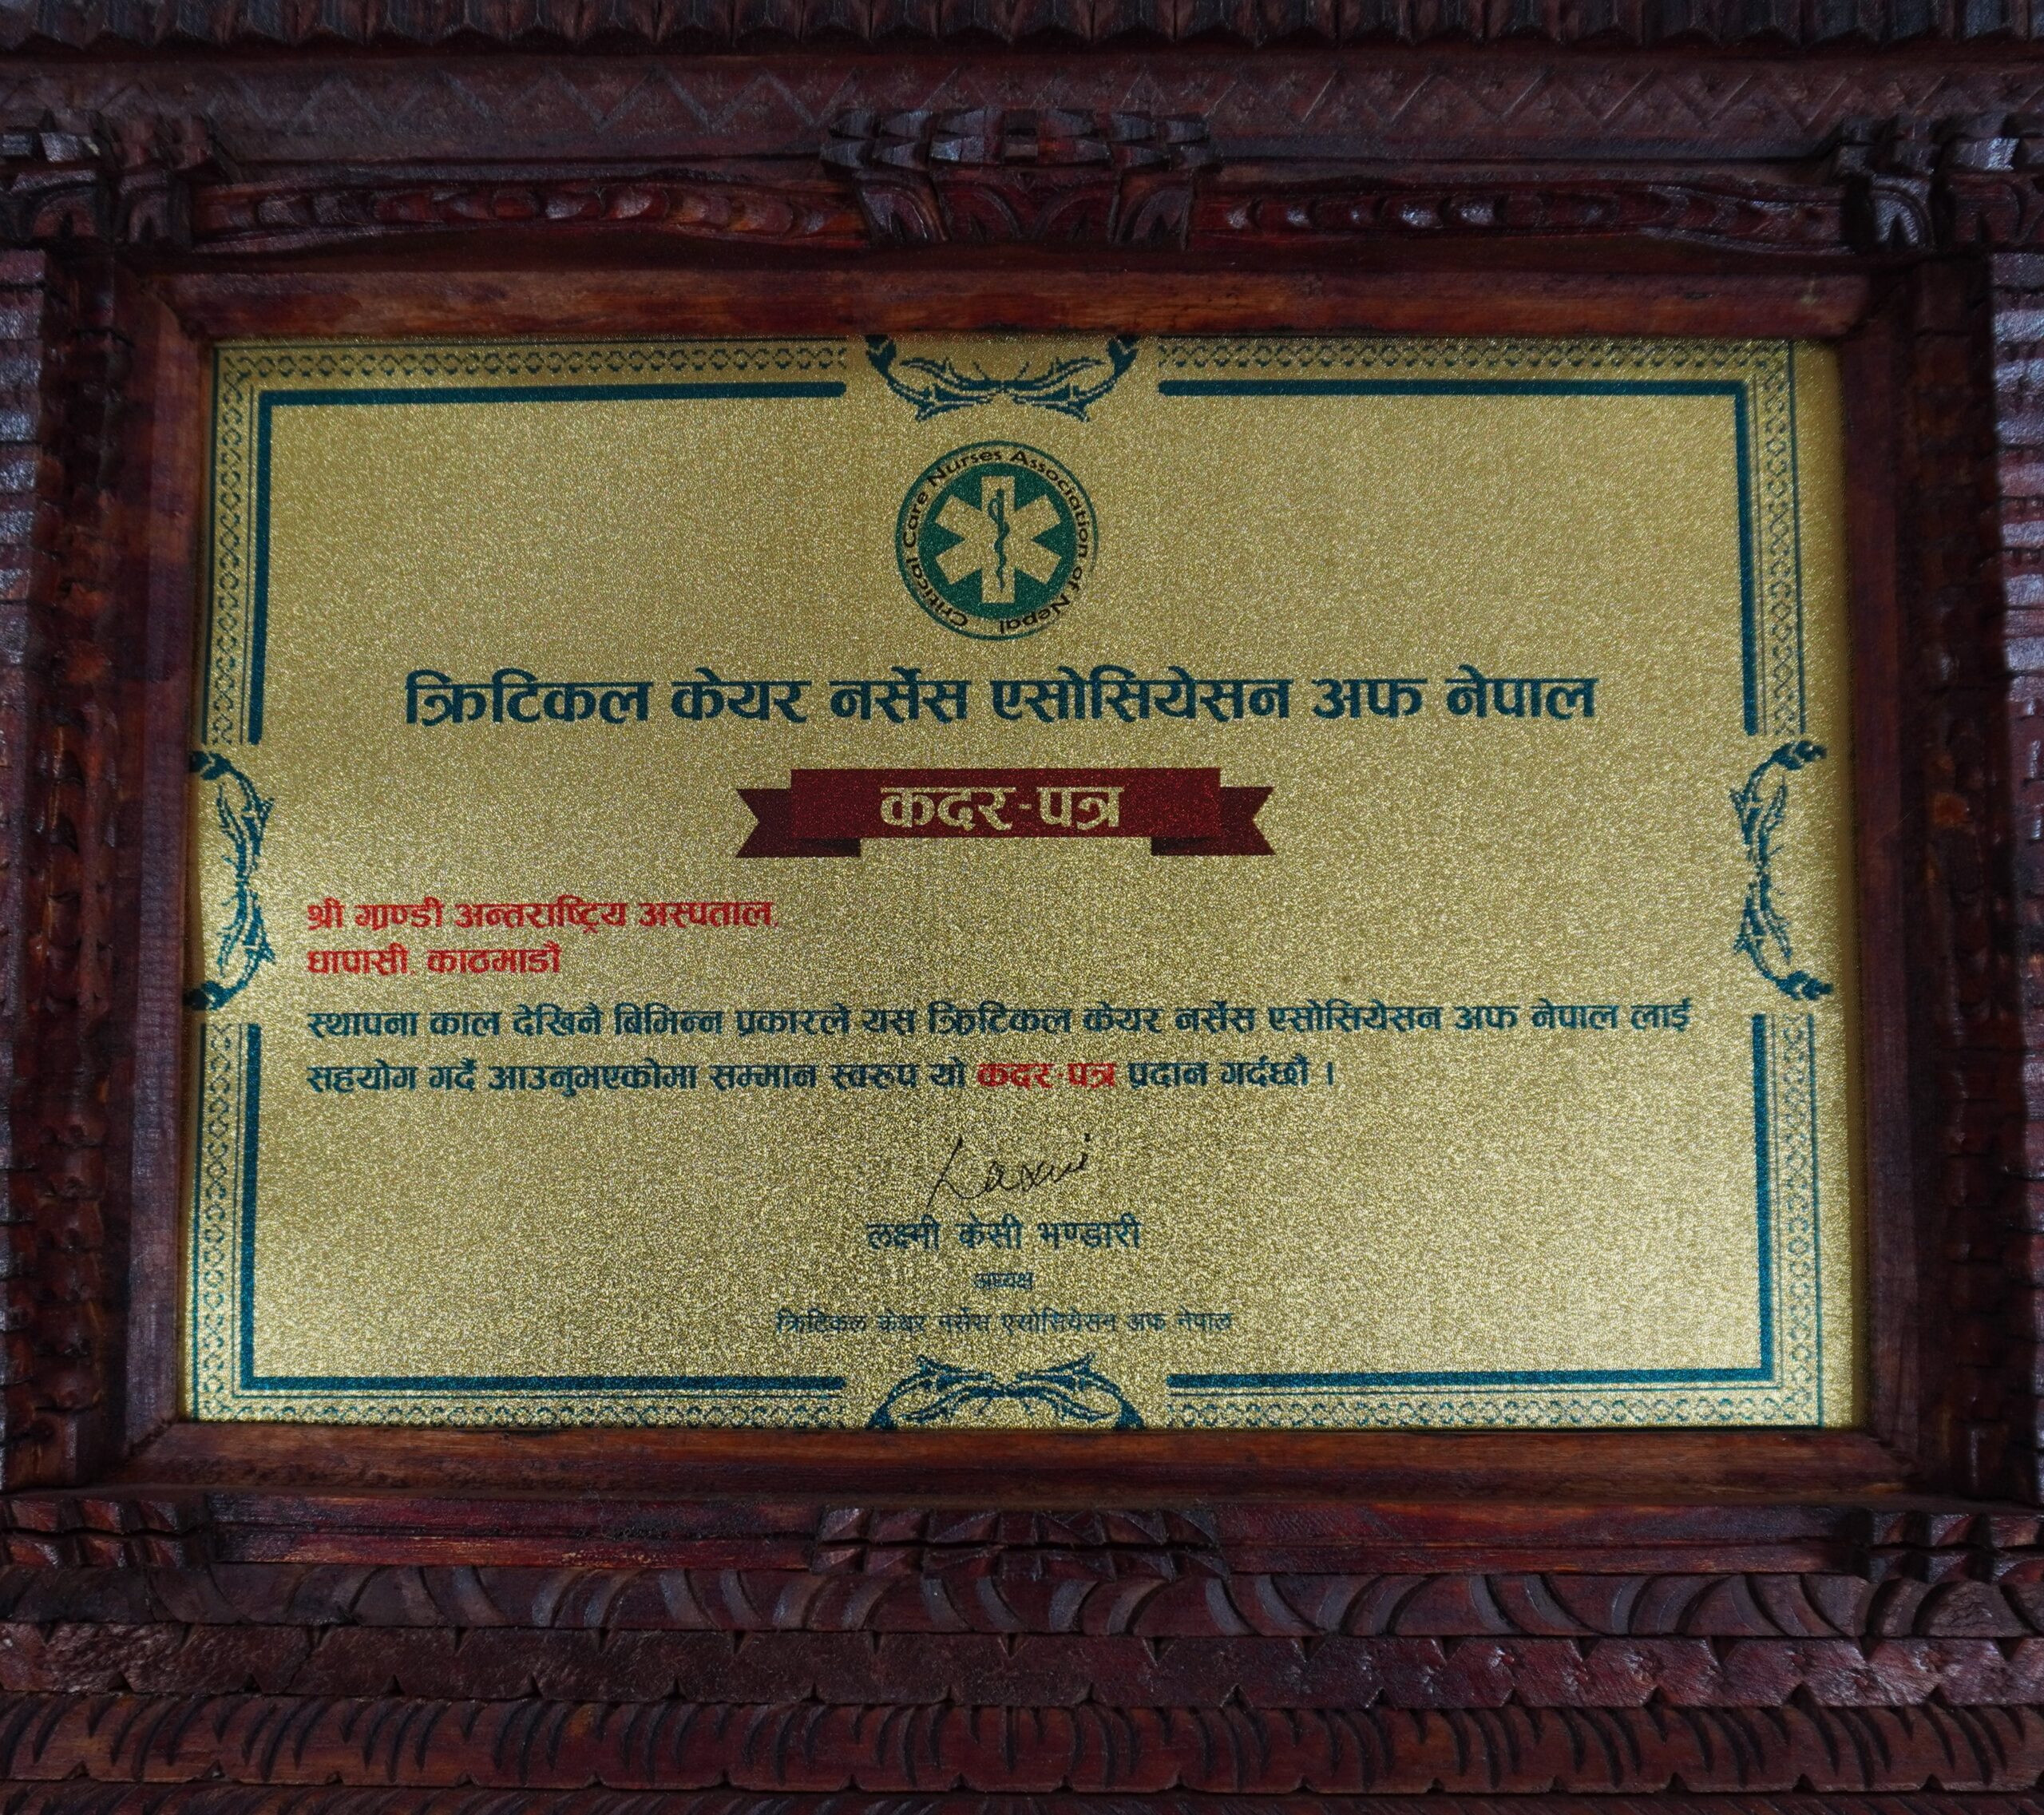 Critical Care Nurses Association of Nepal
क्रिटिकल केयर नर्सेस एसोसियेसन अफ नेपाल
कदर-पत्र
श्री ग्राण्डी अन्तराष्ट्रिय अस्पताल,
धापासी, काठमाडौं
स्थापना काल देखिनै बिभिन्न प्रकारले यस क्रिटिकल केयर नर्सेस एसोसियेसन अफ नेपाल लाई
सहयोग गर्दै आउनुभएकोमा सम्मान स्वरुप यो कदर-पत्र प्रदान गर्दछौं ।
Laxmi
लक्ष्मी केसी भण्डारी
अध्यक्ष
क्रिटिकल केयर नर्सेस एसोसियेसन अफ नेपाल